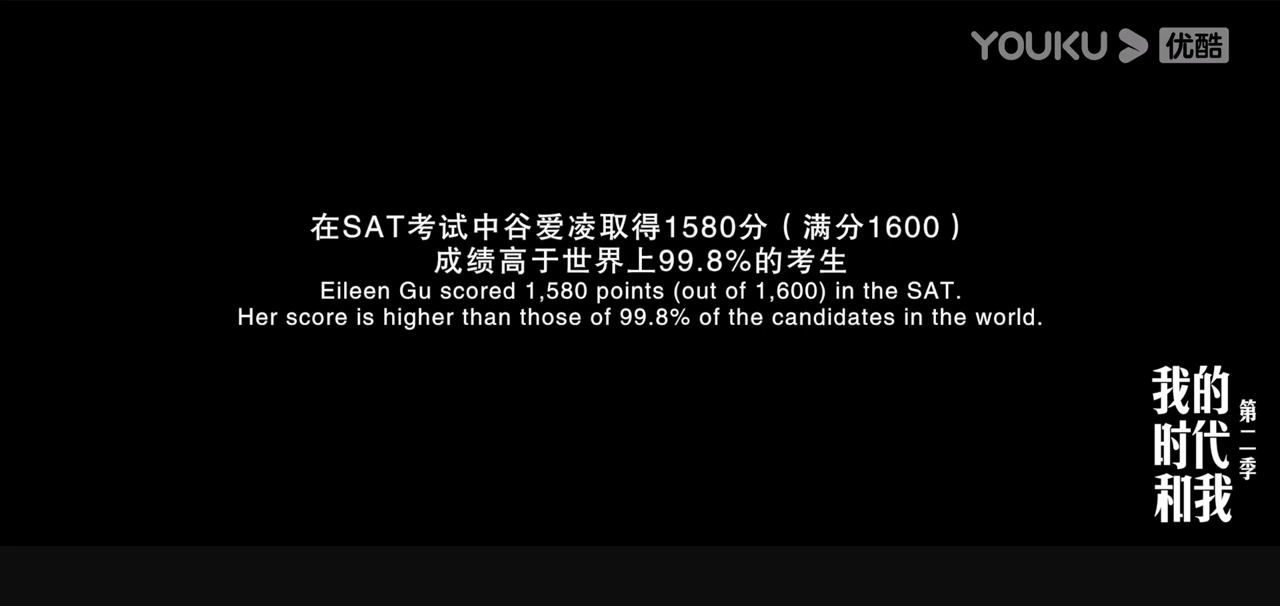 YOUKU 优酷
在SAT考试中谷爱凌取得1580分（满分1600）
成绩高于世界上99.8%的考生
Eileen Gu scored 1,580 points (out of 1,600) in the SAT.
Her score is higher than those of 99.8% of the candidates in the world.
我的
时代
和我
第二季